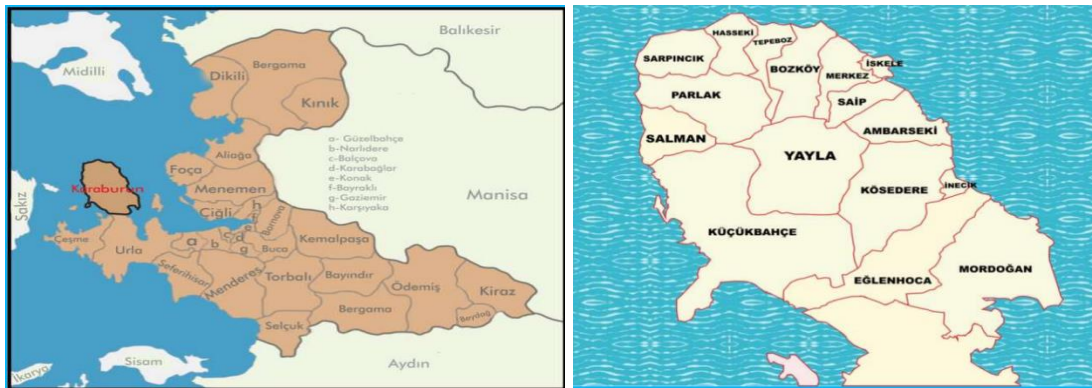 Balıkesir
Midilli
Dikili
Bergama
Kınık
a- Güzelbahçe
b-Narlıdere
c-Balçova
d-Karabağlar
e-Konak
f-Bayraklı
g-Gaziemir
h-Karşıyaka
Aliağa
Foça
Menemen
Manisa
Karaburun
Sakız
Çiğli
h
Bornova
Kemalpaşa
Çeşme
Urla
a
b
c
d
g
Buca
Seferihisar
Menderes
Torbalı
Bayındır
Ödemiş
Kiraz
Bergama
Beydağ
Selçuk
Sisam
Aydın
İkarya
HASSEKİ
TEPEBOZ
SARPINCIK
BOZKÖY
İSKELE
MERKEZ
PARLAK
SAİP
SALMAN
AMBARSEKİ
YAYLA
KÖSEDERE
İNECİK
KÜÇÜKBAHÇE
EĞLENHOCA
MORDOĞAN